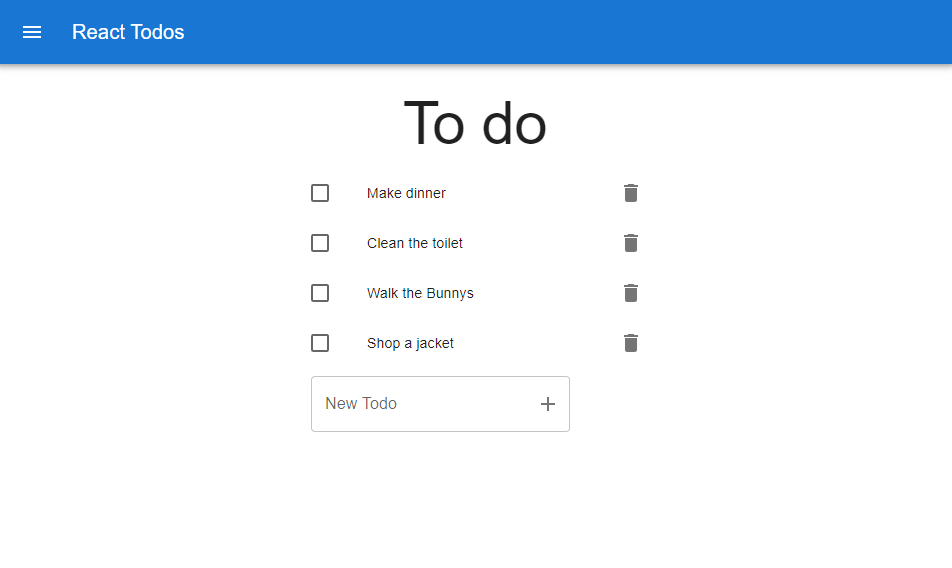 React Todos
To do
Make dinner
Clean the toilet
Walk the Bunnys
Shop a jacket
New Todo